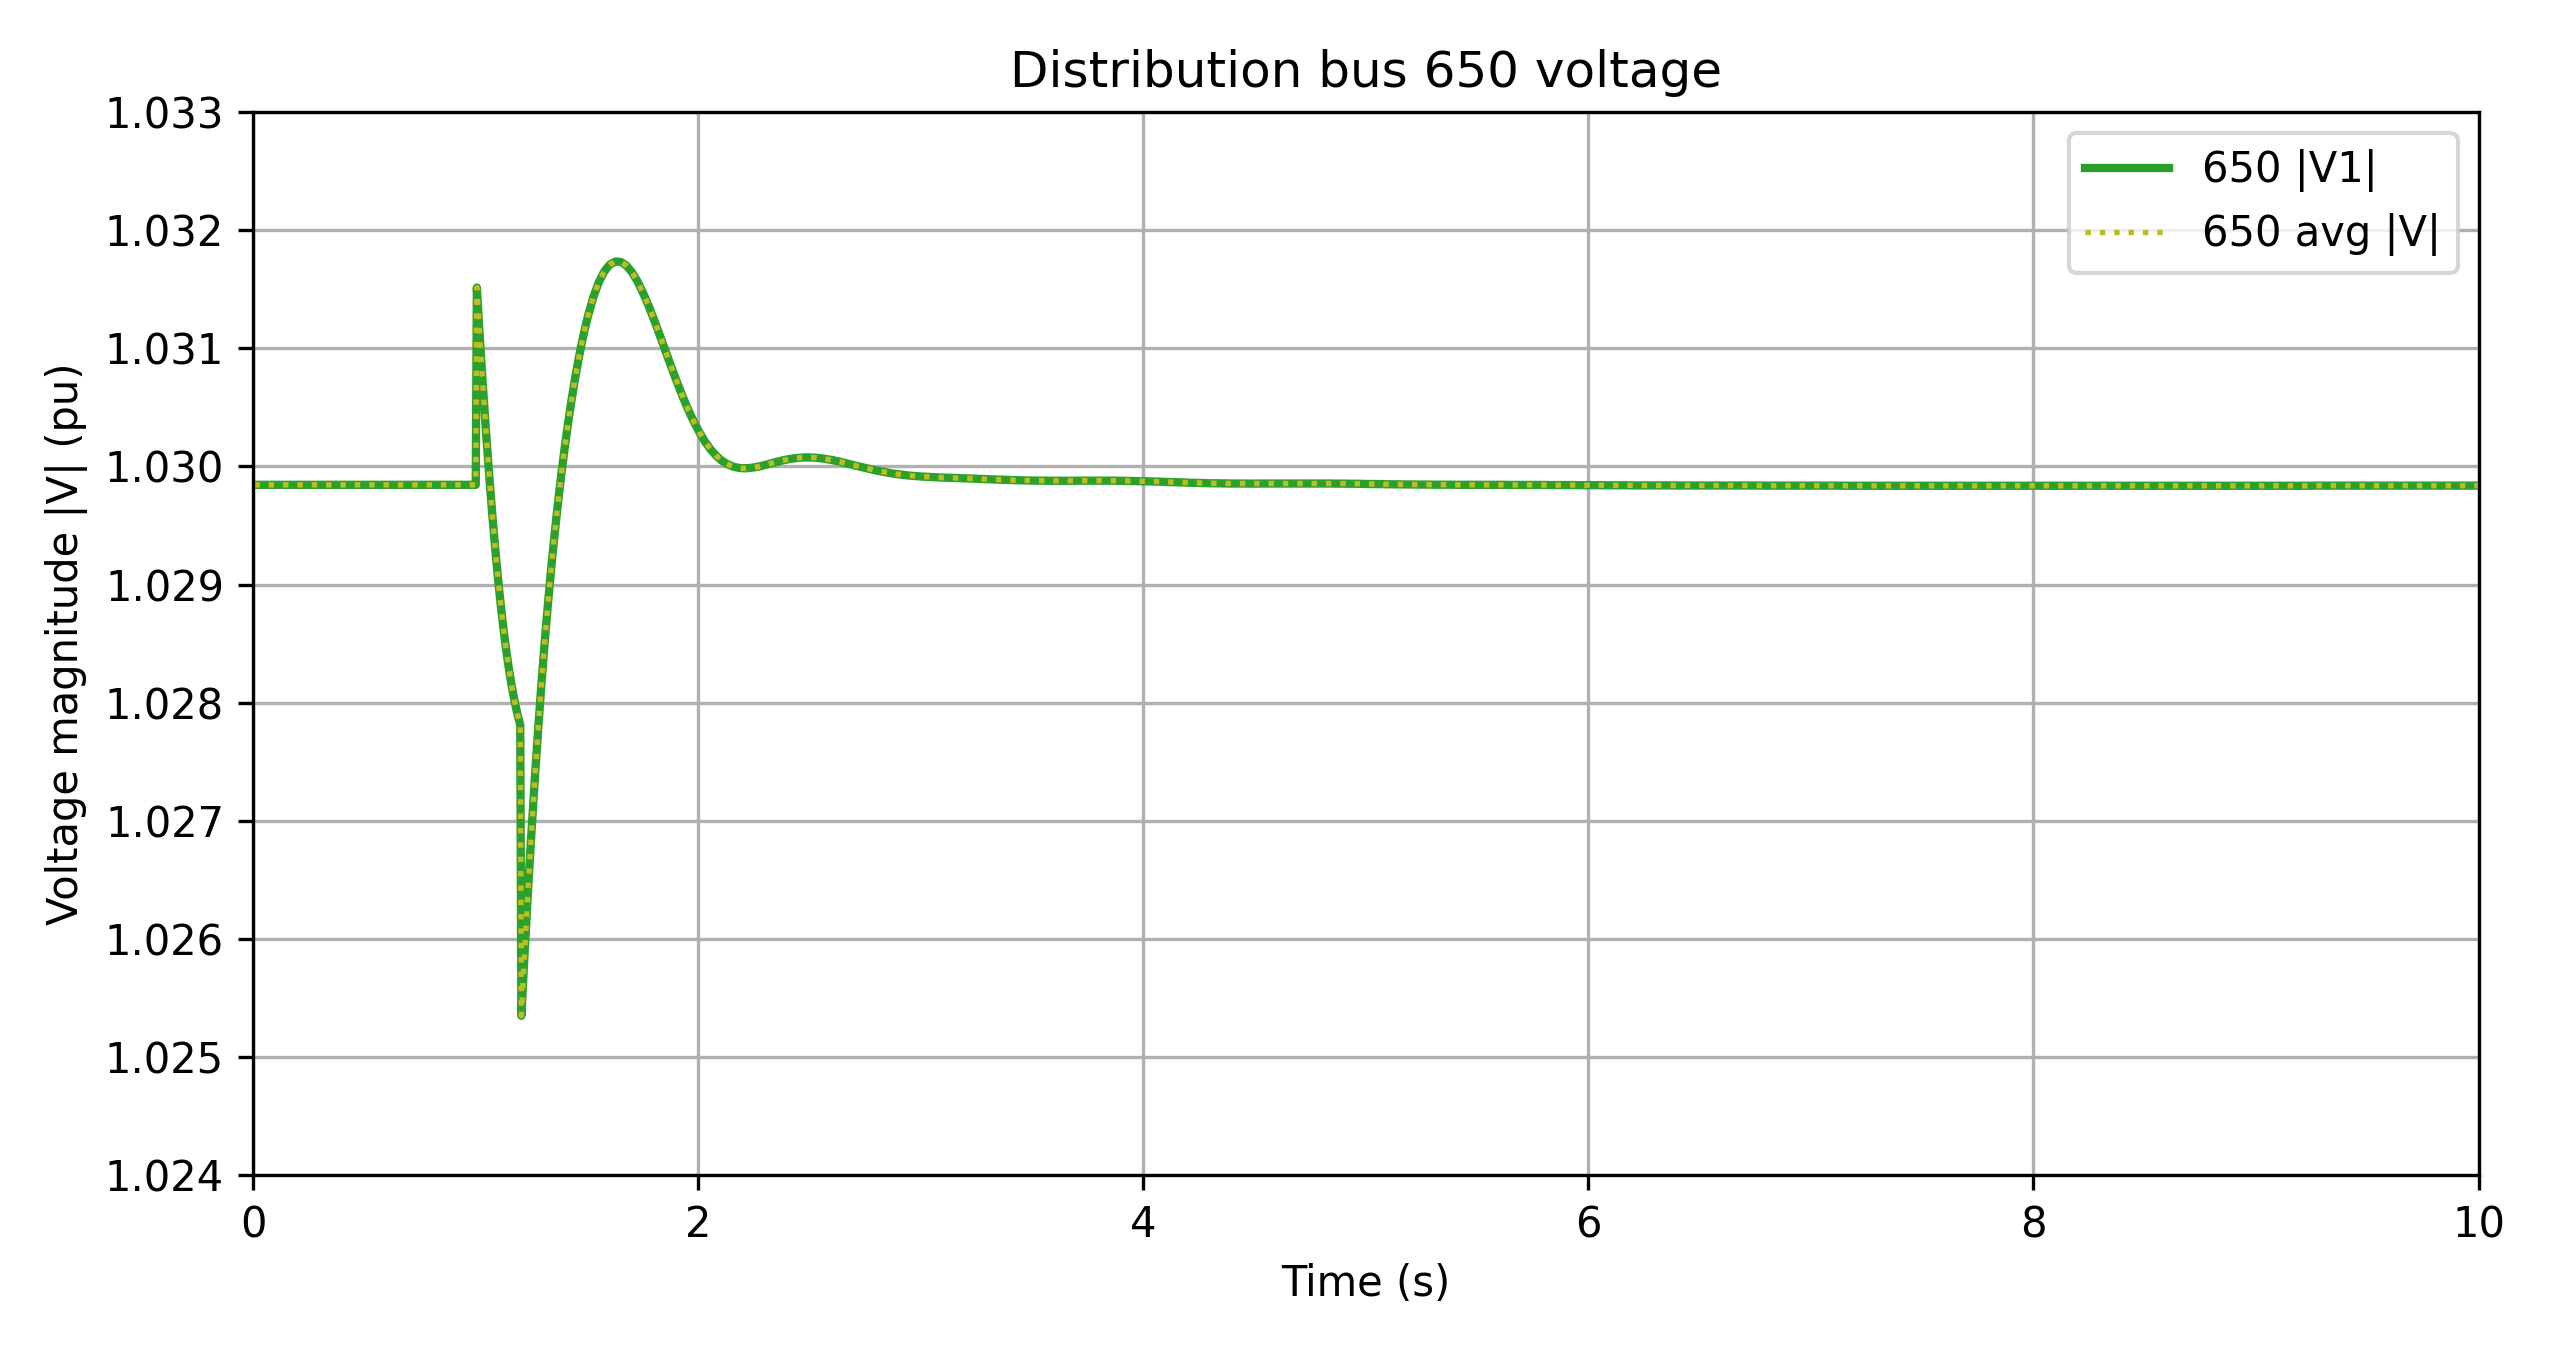 Distribution bus 650 voltage
650 |V1|
650 avg |V|
Voltage magnitude |V| (pu)
1.033
1.032
1.031
1.030
1.029
1.028
1.027
1.026
1.025
1.024
0 2 4 6 8 10
Time (s)